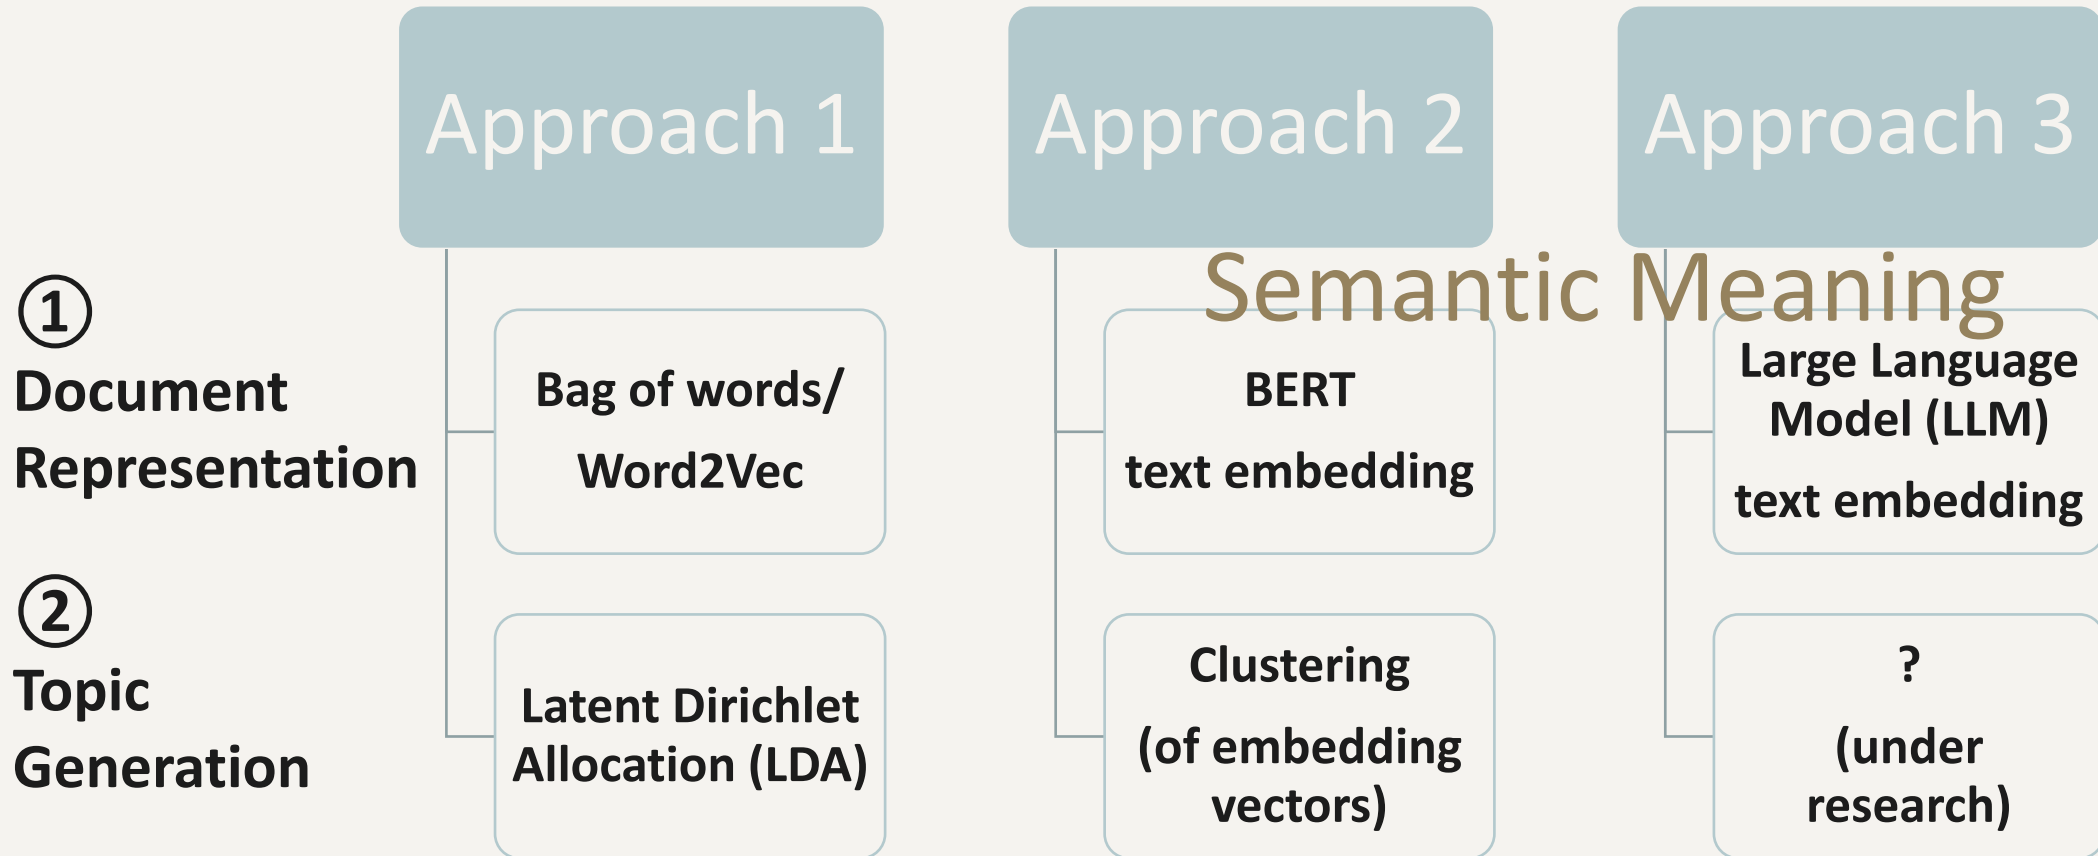 Approach 1
Approach 2
Approach 3
Semantic Meaning
①
Document
Representation
Bag of words/
Word2Vec
BERT
text embedding
Large Language
Model (LLM)
text embedding
②
Topic
Generation
Latent Dirichlet
Allocation (LDA)
Clustering
(of embedding
vectors)
?
(under
research)